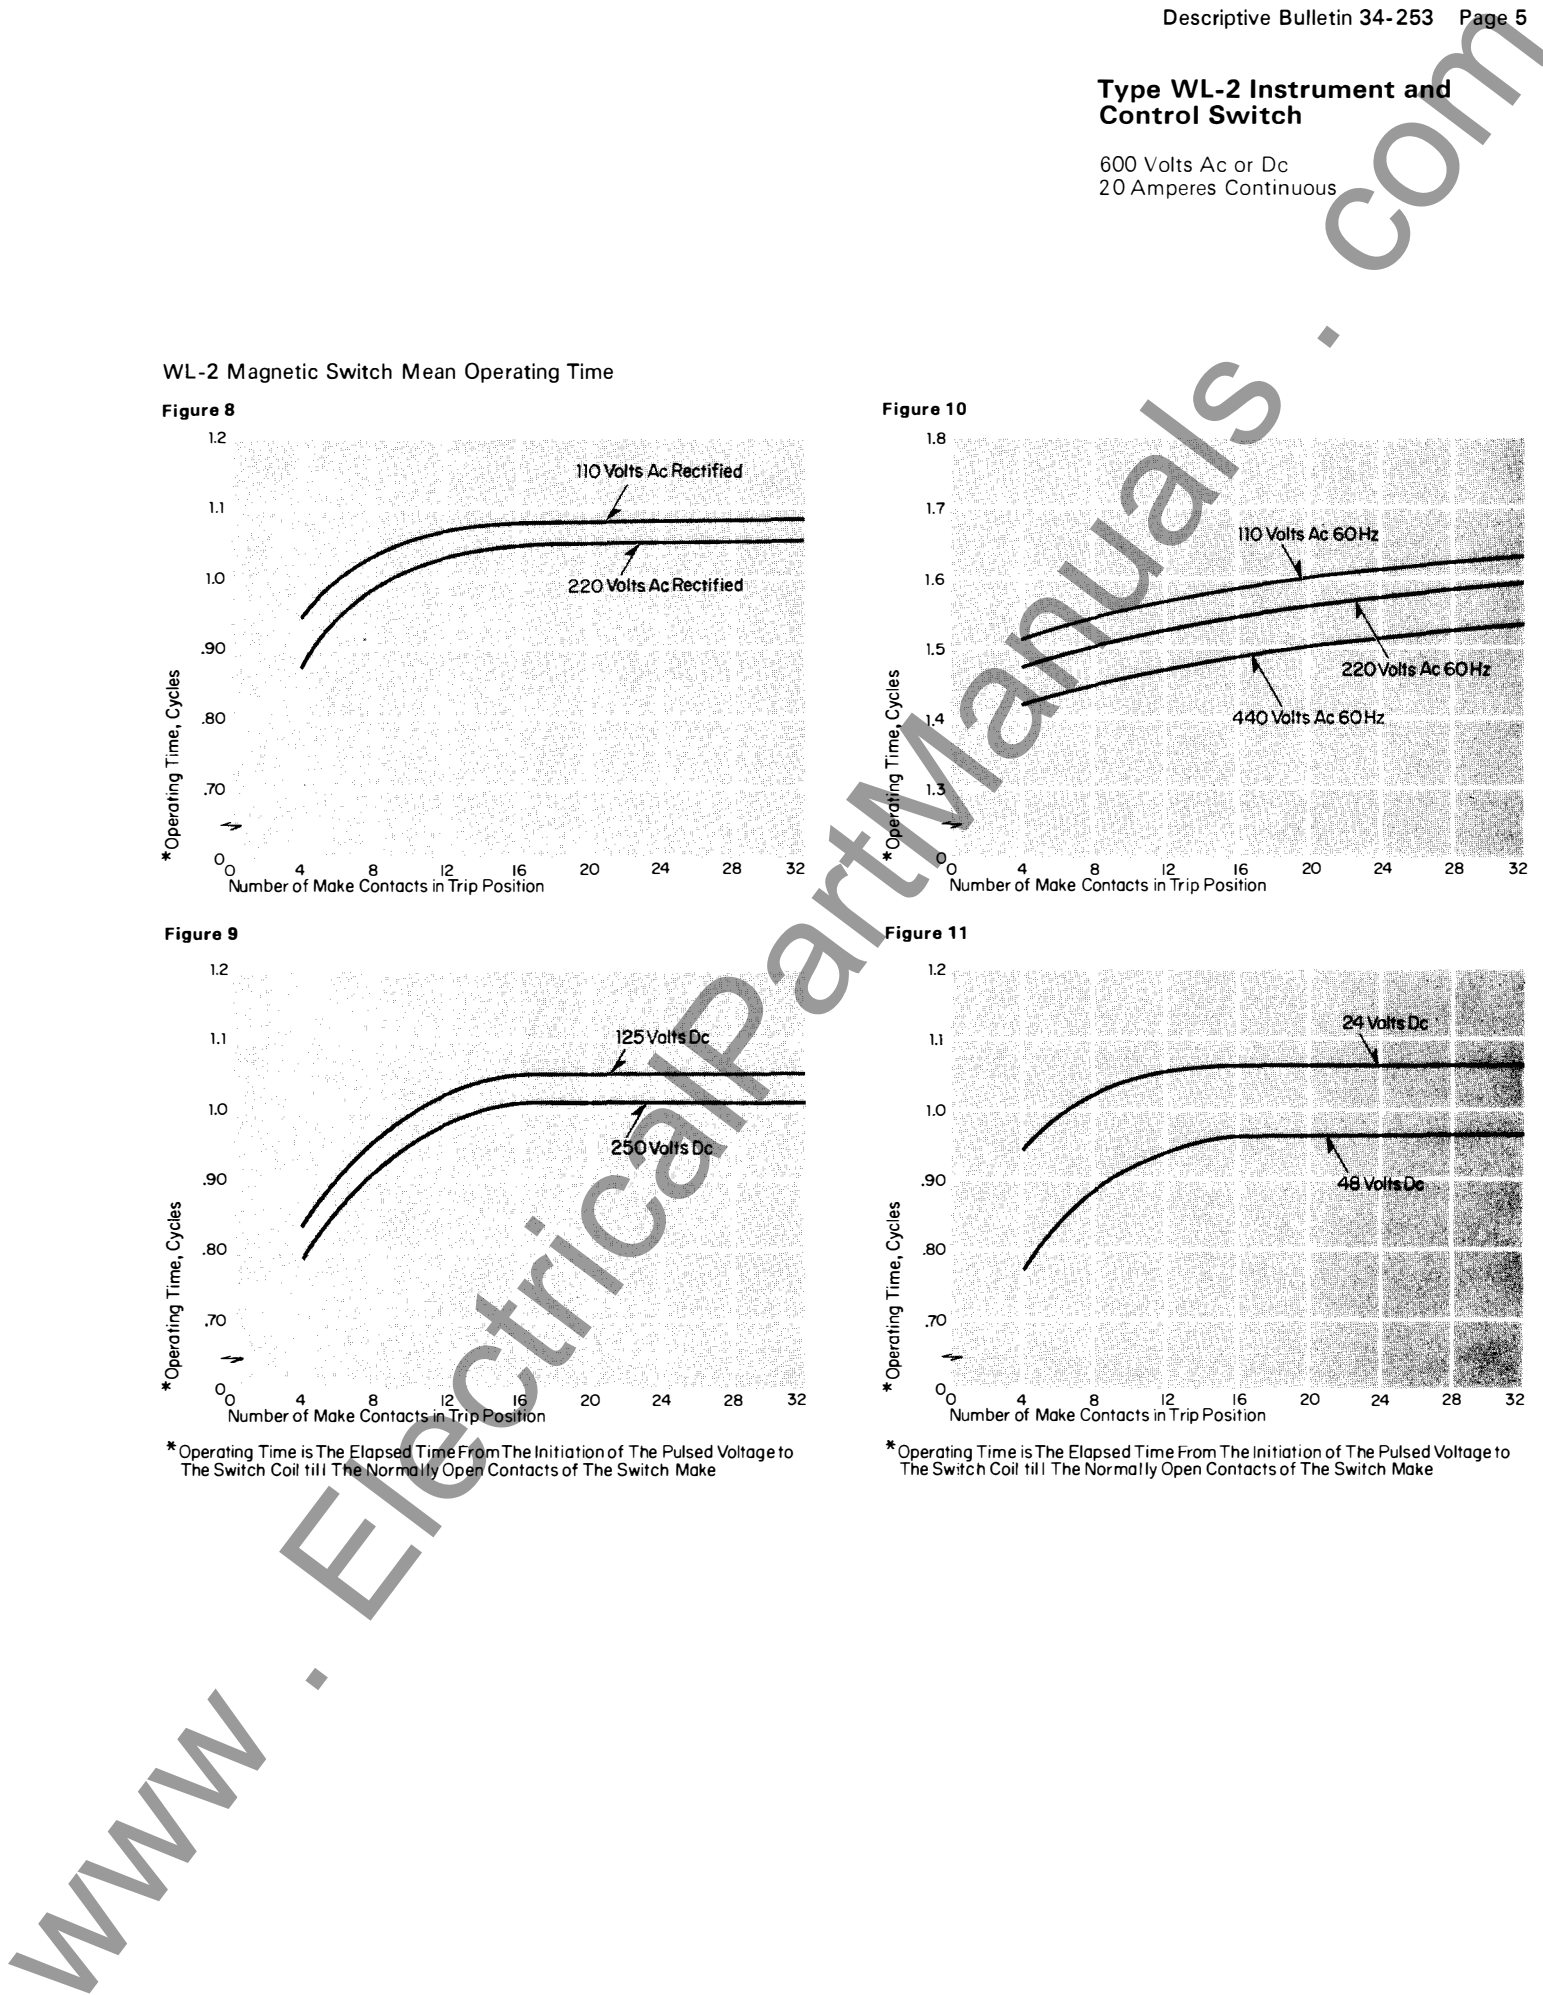 Descriptive Bulletin 34-253 Page 5
Type WL-2 Instrument and
Control Switch
600 Volts Ac or Dc
20 Amperes Continuous
WL-2 Magnetic Switch Mean Operating Time
Figure 8
1.2
1.1
1.0
.90
.80
.70
0
*Operating Time, Cycles
110 Volts Ac Rectified
220 Volts Ac Rectified
0 4 8 12 16 20 24 28 32
Number of Make Contacts in Trip Position
Figure 10
1.8
1.7
1.6
1.5
1.4
1.3
0
*Operating Time, Cycles
110 Volts Ac 60Hz
220 Volts Ac 60Hz
440 Volts Ac 60Hz
0 4 8 12 16 20 24 28 32
Number of Make Contacts in Trip Position
Figure 9
1.2
1.1
1.0
.90
.80
.70
0
*Operating Time, Cycles
125 Volts Dc
250 Volts Dc
0 4 8 12 16 20 24 28 32
Number of Make Contacts in Trip Position
*Operating Time is The Elapsed Time From The Initiation of The Pulsed Voltage to
The Switch Coil till The Normally Open Contacts of The Switch Make
Figure 11
1.2
1.1
1.0
.90
.80
.70
0
*Operating Time, Cycles
24 Volts Dc
48 Volts Dc
0 4 8 12 16 20 24 28 32
Number of Make Contacts in Trip Position
*Operating Time is The Elapsed Time From The Initiation of The Pulsed Voltage to
The Switch Coil till The Normally Open Contacts of The Switch Make
www . ElectricalPartManuals . com